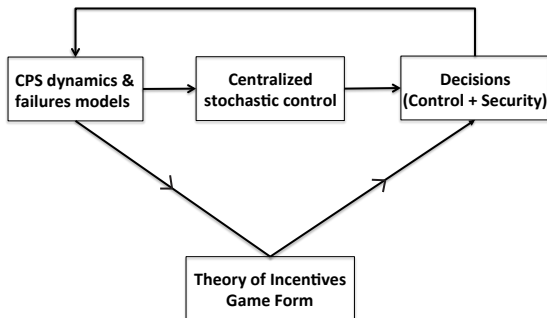 CPS dynamics &
failures models
Centralized
stochastic control
Decisions
(Control + Security)
Theory of Incentives
Game Form